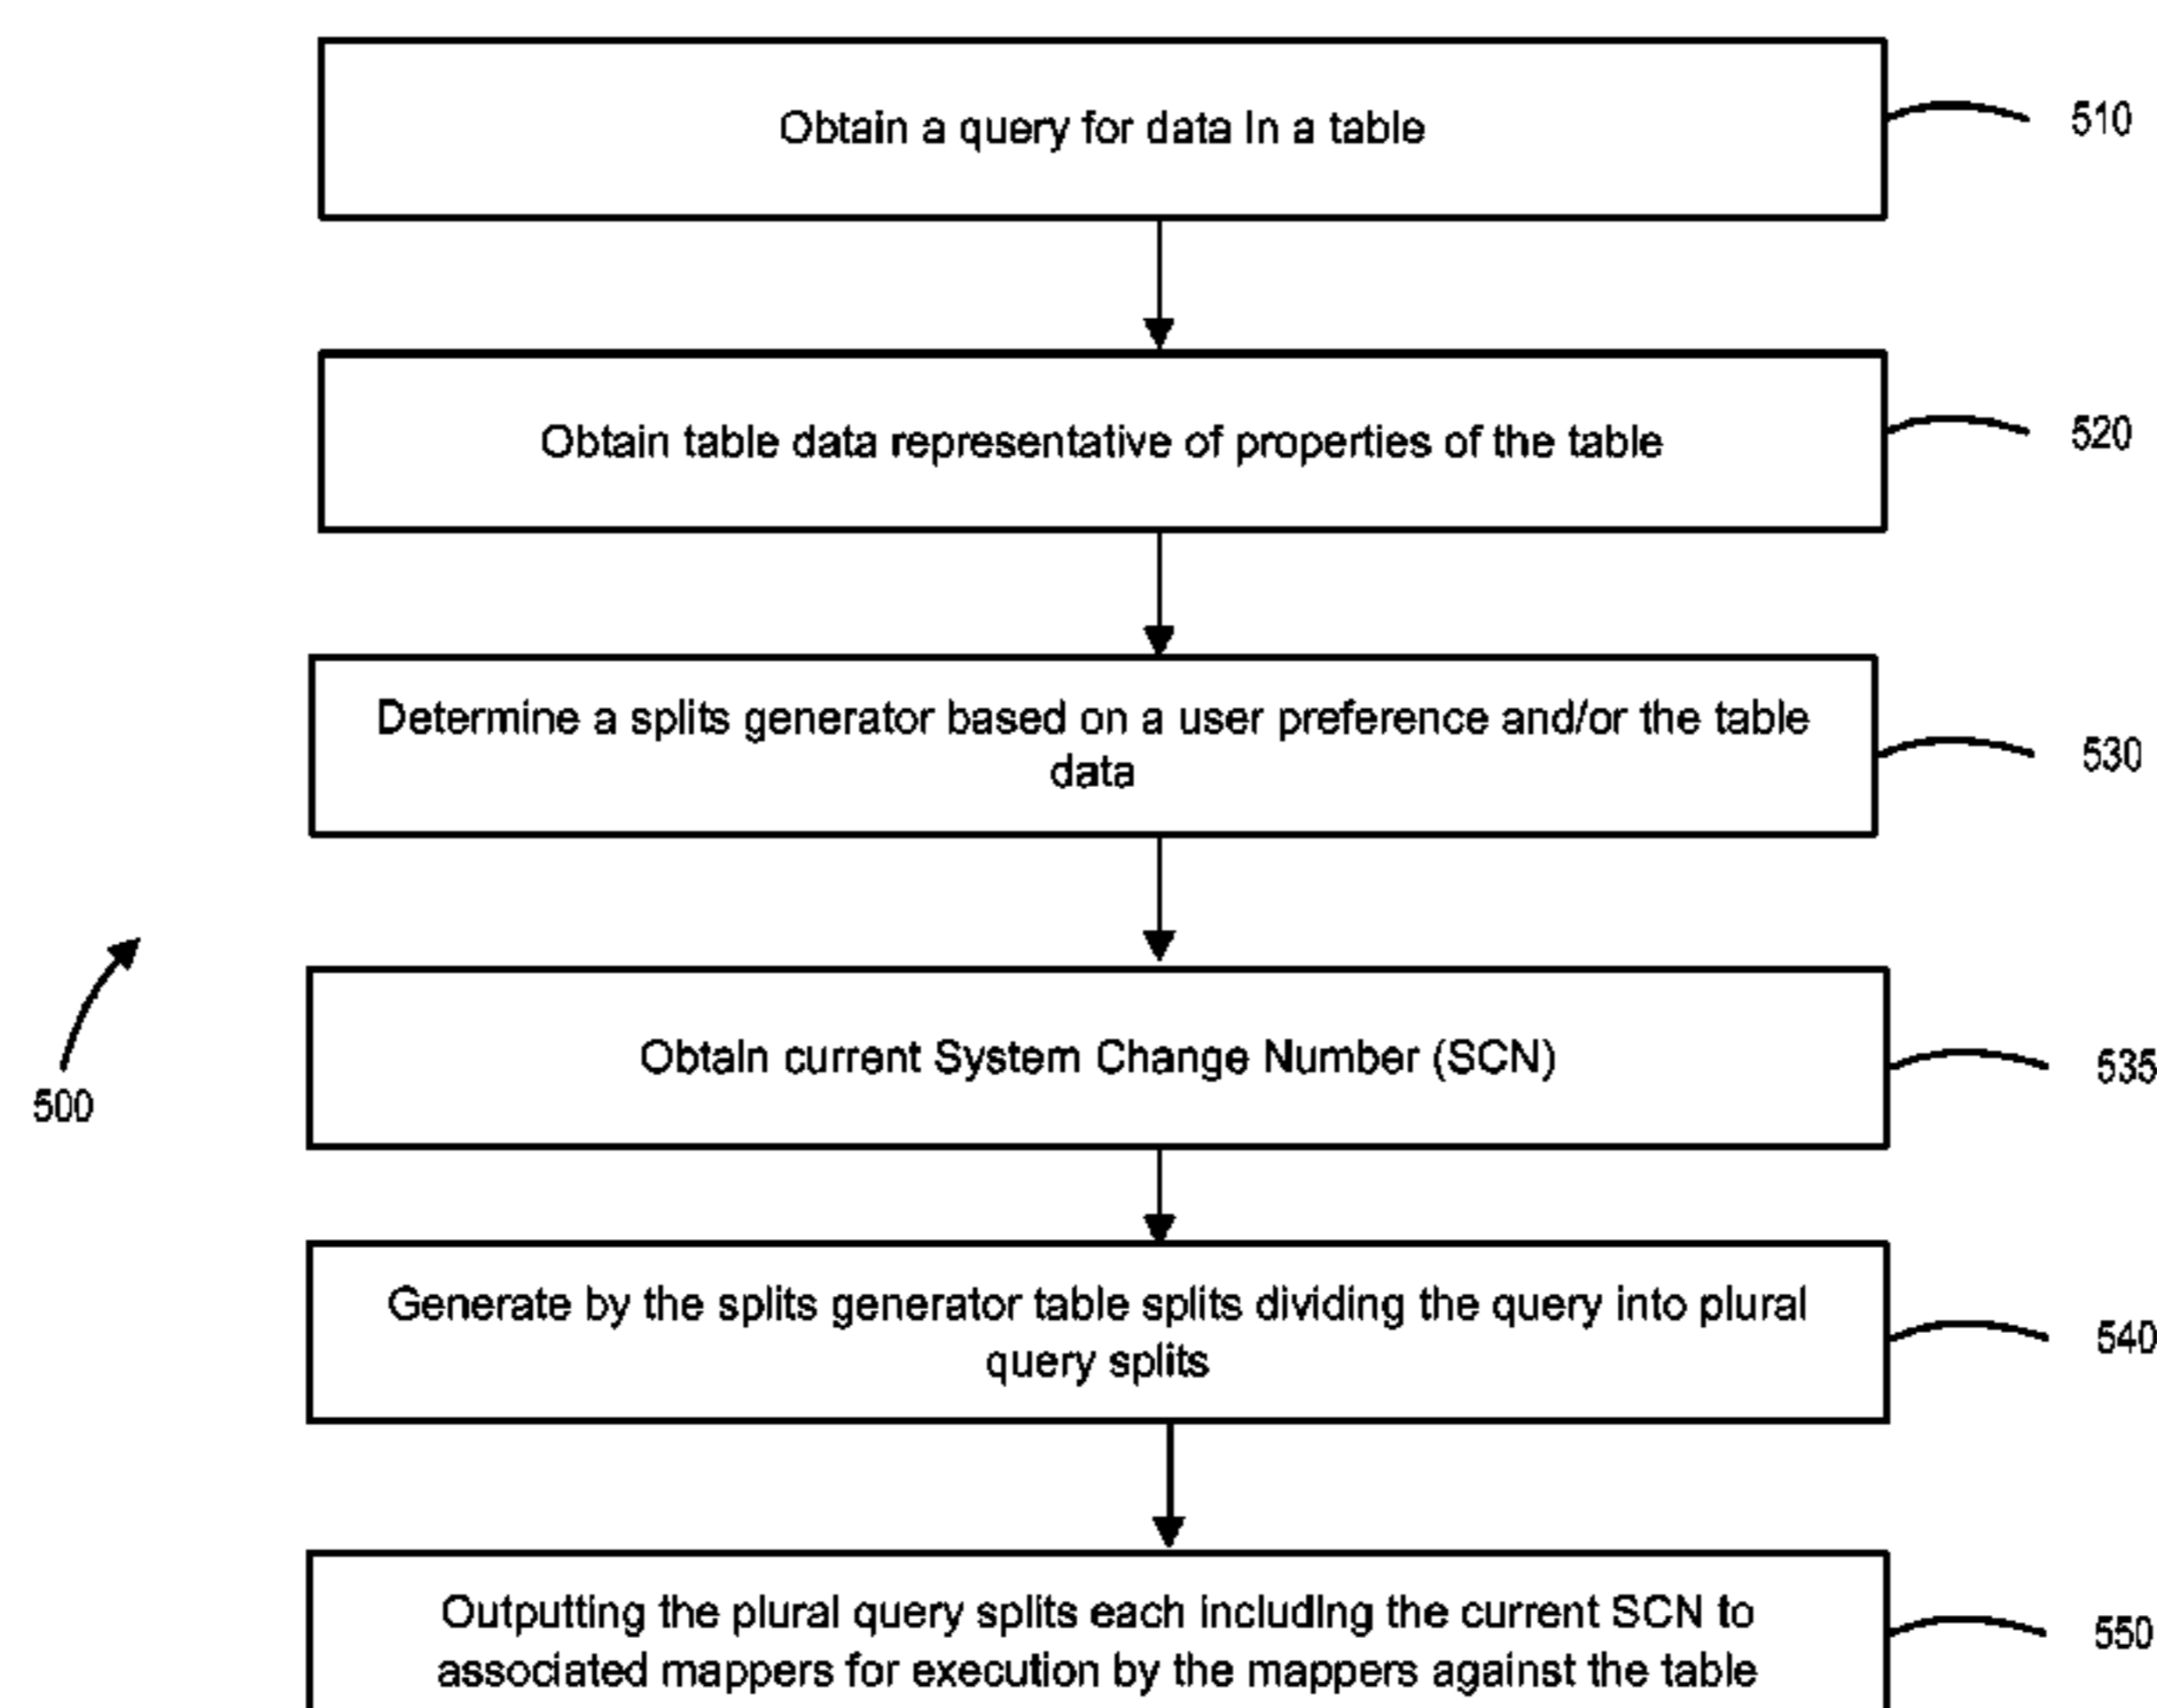 Obtain a query for data in a table
510
Obtain table data representative of properties of the table
520
Determine a splits generator based on a user preference and/or the table
data
530
Obtain current System Change Number (SCN)
535
500
Generate by the splits generator table splits dividing the query into plural
query splits
540
Outputting the plural query splits each including the current SCN to
associated mappers for execution by the mappers against the table
550